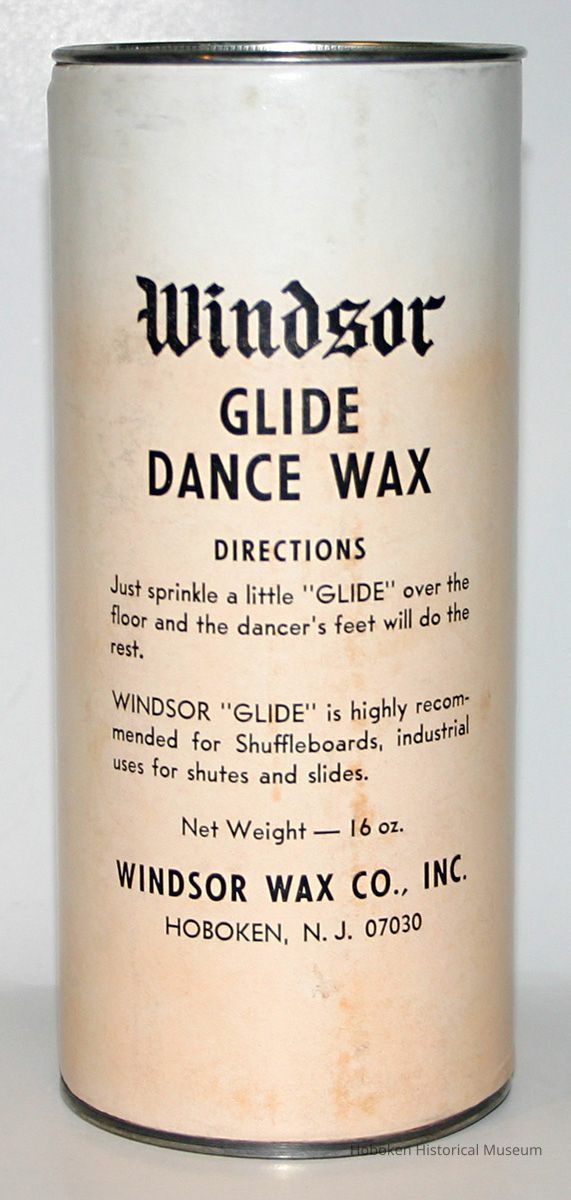 Windsor
GLIDE
DANCE WAX
DIRECTIONS
Just sprinkle a little "GLIDE" over the
floor and the dancer's feet will do the
rest.
WINDSOR "GLIDE" is highly recom-
mended for Shuffleboards, industrial
uses for shutes and slides.
Net Weight — 16 oz.
WINDSOR WAX CO., INC.
HOBOKEN, N. J. 07030
Hoboken Historical Museum